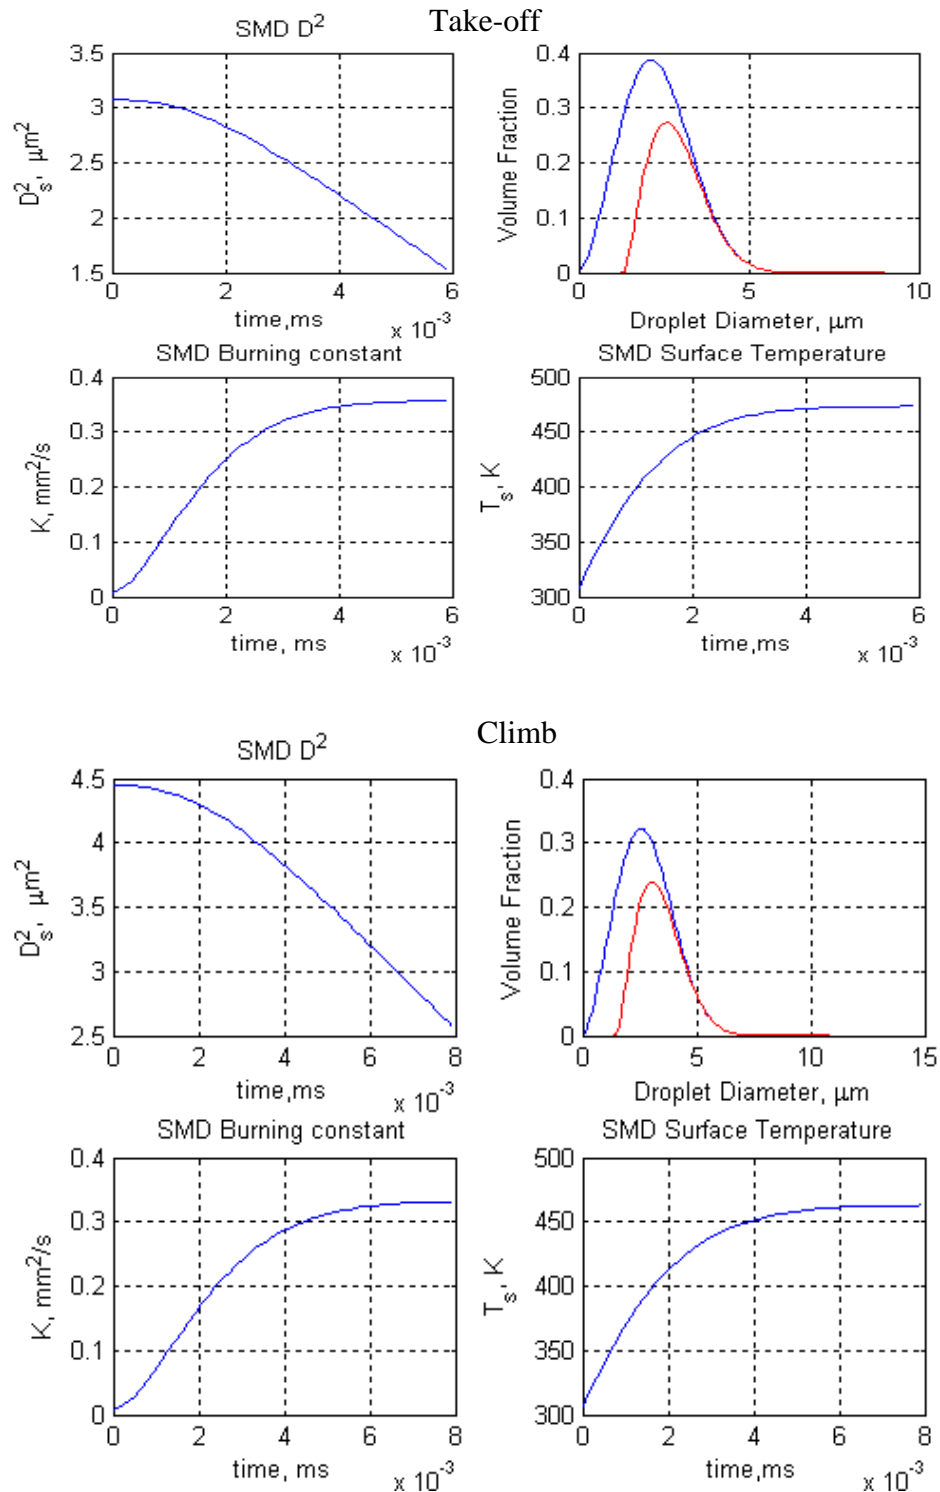 Take-off
SMD D²
3.5
3
2.5
2
1.5
D²ₛ, μm²
0 2 4 6
time,ms
x 10⁻³
0.4
0.3
0.2
0.1
0
Volume Fraction
0 5 10
Droplet Diameter, μm
SMD Burning constant
0.4
0.3
0.2
0.1
0
K, mm²/s
0 2 4 6
time, ms
x 10⁻³
SMD Surface Temperature
500
450
400
350
300
Tₛ, K
0 2 4 6
time,ms
x 10⁻³
Climb
SMD D²
4.5
4
3.5
3
2.5
D²ₛ, μm²
0 2 4 6 8
time,ms
x 10⁻³
0.4
0.3
0.2
0.1
0
Volume Fraction
0 5 10 15
Droplet Diameter, μm
SMD Burning constant
0.4
0.3
0.2
0.1
0
K, mm²/s
0 2 4 6 8
time, ms
x 10⁻³
SMD Surface Temperature
500
450
400
350
300
Tₛ, K
0 2 4 6 8
time,ms
x 10⁻³